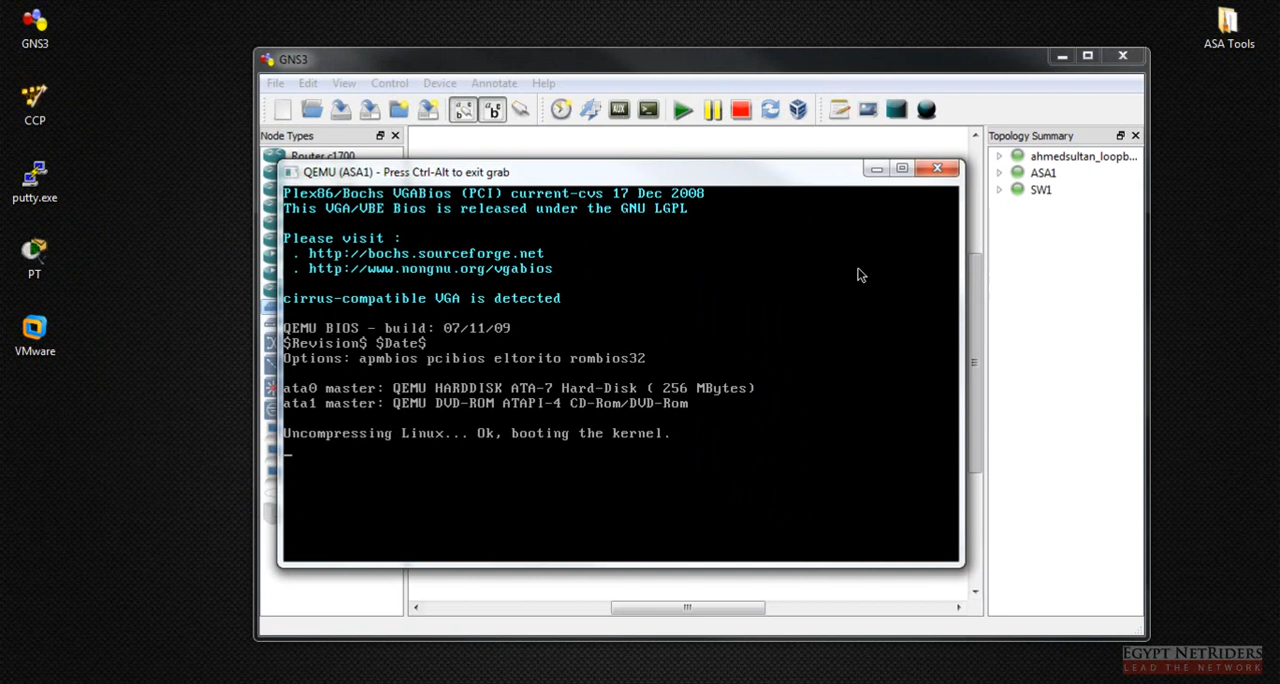 GNS3
CCP
putty.exe
PT
VMware
ASA Tools
GNS3
File Edit View Control Device Annotate Help
Node Types
Router c1700
Topology Summary
ahmedsultan_loopb...
ASA1
SW1
QEMU (ASA1) - Press Ctrl-Alt to exit grab
Plex86/Bochs VGABios (PCI) current-cvs 17 Dec 2008
This VGA/VBE Bios is released under the GNU LGPL
Please visit :
. http://bochs.sourceforge.net
. http://www.nongnu.org/vgabios
cirrus-compatible VGA is detected
QEMU BIOS - build: 07/11/09
$Revision$ $Date$
Options: apmbios pcibios eltorito rombios32
ata0 master: QEMU HARDDISK ATA-7 Hard-Disk ( 256 MBytes)
ata1 master: QEMU DVD-ROM ATAPI-4 CD-Rom/DVD-Rom
Uncompressing Linux... Ok, booting the kernel.
EGYPT NETRIDERS
LEAD THE NETWORK